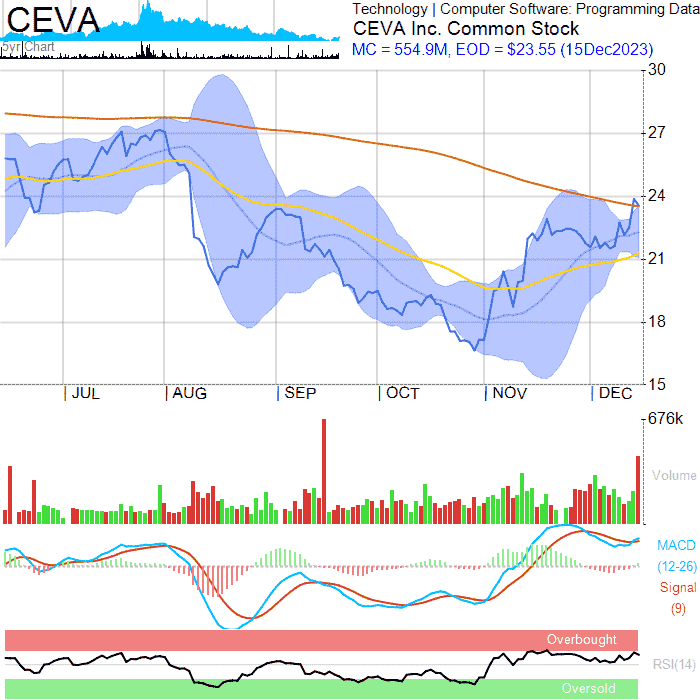 CEVA
5yr Chart
Technology | Computer Software: Programming Data
CEVA Inc. Common Stock
MC = 554.9M, EOD = $23.55 (15Dec2023)
30
27
24
21
18
15
JUL
AUG
SEP
OCT
NOV
DEC
676k
Volume
MACD
(12-26)
Signal
(9)
Overbought
RSI(14)
Oversold